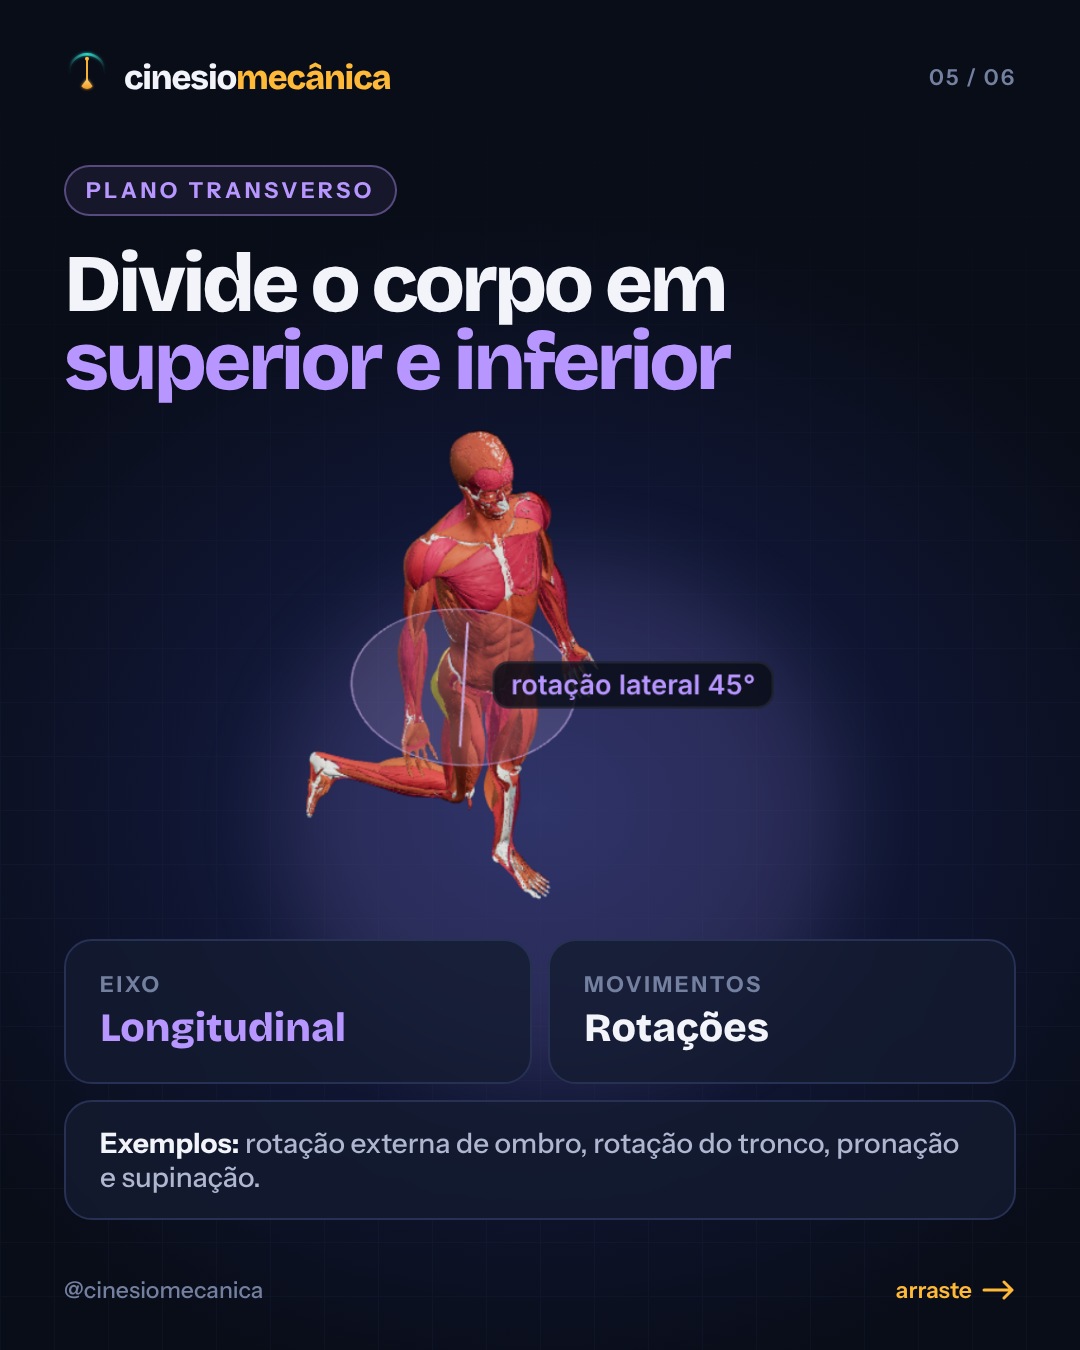 cinesiomecânica
05 / 06
PLANO TRANSVERSO
Divide o corpo em
superior e inferior
rotação lateral 45°
EIXO
Longitudinal
MOVIMENTOS
Rotações
Exemplos: rotação externa de ombro, rotação do tronco, pronação
e supinação.
@cinesiomecanica
arraste →